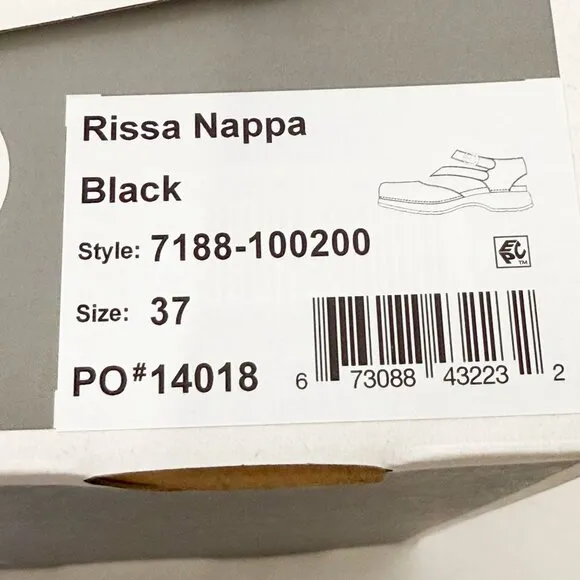 Rissa Nappa
Black
Style: 7188-100200
Size: 37
PO#14018
6 73088 43223 2